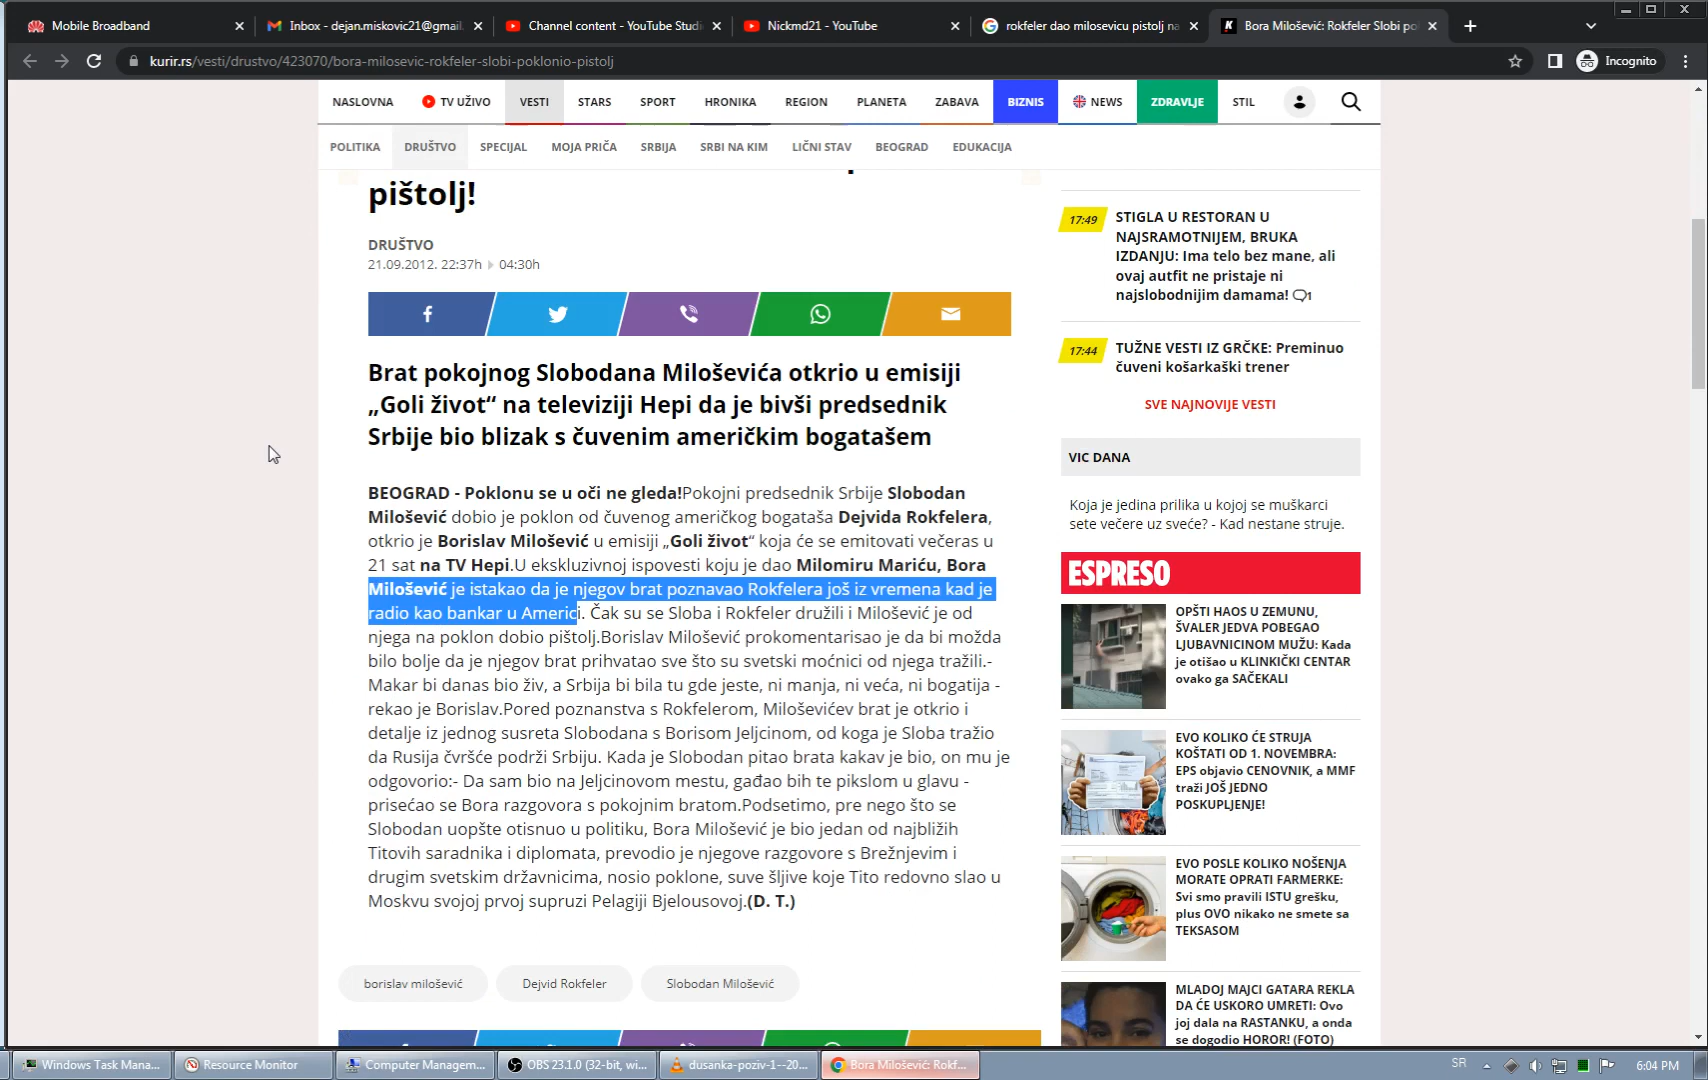 Mobile Broadband
Inbox - dejan.miskovic21@gmail.
Channel content - YouTube Studi
Nickmd21 - YouTube
rokfeler dao milosevicu pistolj na
Bora Milošević: Rokfeler Slobi po
kurir.rs/vesti/drustvo/423070/bora-milosevic-rokfeler-slobi-poklonio-pistolj
Incognito
NASLOVNA
TV UŽIVO
VESTI
STARS
SPORT
HRONIKA
REGION
PLANETA
ZABAVA
BIZNIS
NEWS
ZDRAVLJE
STIL
POLITIKA
DRUŠTVO
SPECIJAL
MOJA PRIČA
SRBIJA
SRBI NA KIM
LIČNI STAV
BEOGRAD
EDUKACIJA
pištolj!
DRUŠTVO
21.09.2012. 22:37h 04:30h
Brat pokojnog Slobodana Miloševića otkrio u emisiji
„Goli život“ na televiziji Hepi da je bivši predsednik
Srbije bio blizak s čuvenim američkim bogatašem
BEOGRAD - Poklonu se u oči ne gleda!Pokojni predsednik Srbije Slobodan
Milošević dobio je poklon od čuvenog američkog bogataša Dejvida Rokfelera,
otkrio je Borislav Milošević u emisiji „Goli život“ koja će se emitovati večeras u
21 sat na TV Hepi.U ekskluzivnoj ispovesti koju je dao Milomiru Mariću, Bora
Milošević je istakao da je njegov brat poznavao Rokfelera još iz vremena kad je
radio kao bankar u Americi. Čak su se Sloba i Rokfeler družili i Milošević je od
njega na poklon dobio pištolj.Borislav Milošević prokomentarisao je da bi možda
bilo bolje da je njegov brat prihvatao sve što su svetski moćnici od njega tražili.-
Makar bi danas bio živ, a Srbija bi bila tu gde jeste, ni manja, ni veća, ni bogatija -
rekao je Borislav.Pored poznanstva s Rokfelerom, Miloševićev brat je otkrio i
detalje iz jednog susreta Slobodana s Borisom Jeljcinom, od koga je Sloba tražio
da Rusija čvršće podrži Srbiju. Kada je Slobodan pitao brata kakav je bio, on mu je
odgovorio:- Da sam bio na Jeljcinovom mestu, gađao bih te pikslom u glavu -
prisećao se Bora razgovora s pokojnim bratom.Podsetimo, pre nego što se
Slobodan uopšte otisnuo u politiku, Bora Milošević je bio jedan od najbližih
Titovih saradnika i diplomata, prevodio je njegove razgovore s Brežnjevim i
drugim svetskim državnicima, nosio poklone, suve šljive koje Tito redovno slao u
Moskvu svojoj prvoj supruzi Pelagiji Bjelousovoj.(D. T.)
borislav milošević
Dejvid Rokfeler
Slobodan Milošević
17:49
STIGLA U RESTORAN U
NAJSRAMOTNIJEM, BRUKA
IZDANJU: Ima telo bez mane, ali
ovaj autfit ne pristaje ni
najslobodnijim damama! 1
17:44
TUŽNE VESTI IZ GRČKE: Preminuo
čuveni košarkaški trener
SVE NAJNOVIJE VESTI
VIC DANA
Koja je jedina prilika u kojoj se muškarci
sete večere uz sveće? - Kad nestane struje.
ESPRESO
OPŠTI HAOS U ZEMUNU,
ŠVALER JEDVA POBEGAO
LJUBAVNICINOM MUŽU: Kada
je otišao u KLINKIČKI CENTAR
ovako ga SAČEKALI
EVO KOLIKO ĆE STRUJA
KOŠTATI OD 1. NOVEMBRA:
EPS objavio CENOVNIK, a MMF
traži JOŠ JEDNO
POSKUPLJENJE!
EVO POSLE KOLIKO NOŠENJA
MORATE OPRATI FARMERKE:
Svi smo pravili ISTU grešku,
plus OVO nikako ne smete sa
TEKSASOM
MLADOJ MAJCI GATARA REKLA
DA ĆE USKORO UMRETI: Ovo
joj dala na RASTANKU, a onda
se dogodio HOROR! (FOTO)
Windows Task Mana...
Resource Monitor
Computer Managem...
OBS 23.1.0 (32-bit, wi...
dusanka-poziv-1--20...
Bora Milošević: Rokf...
SR
6:04 PM